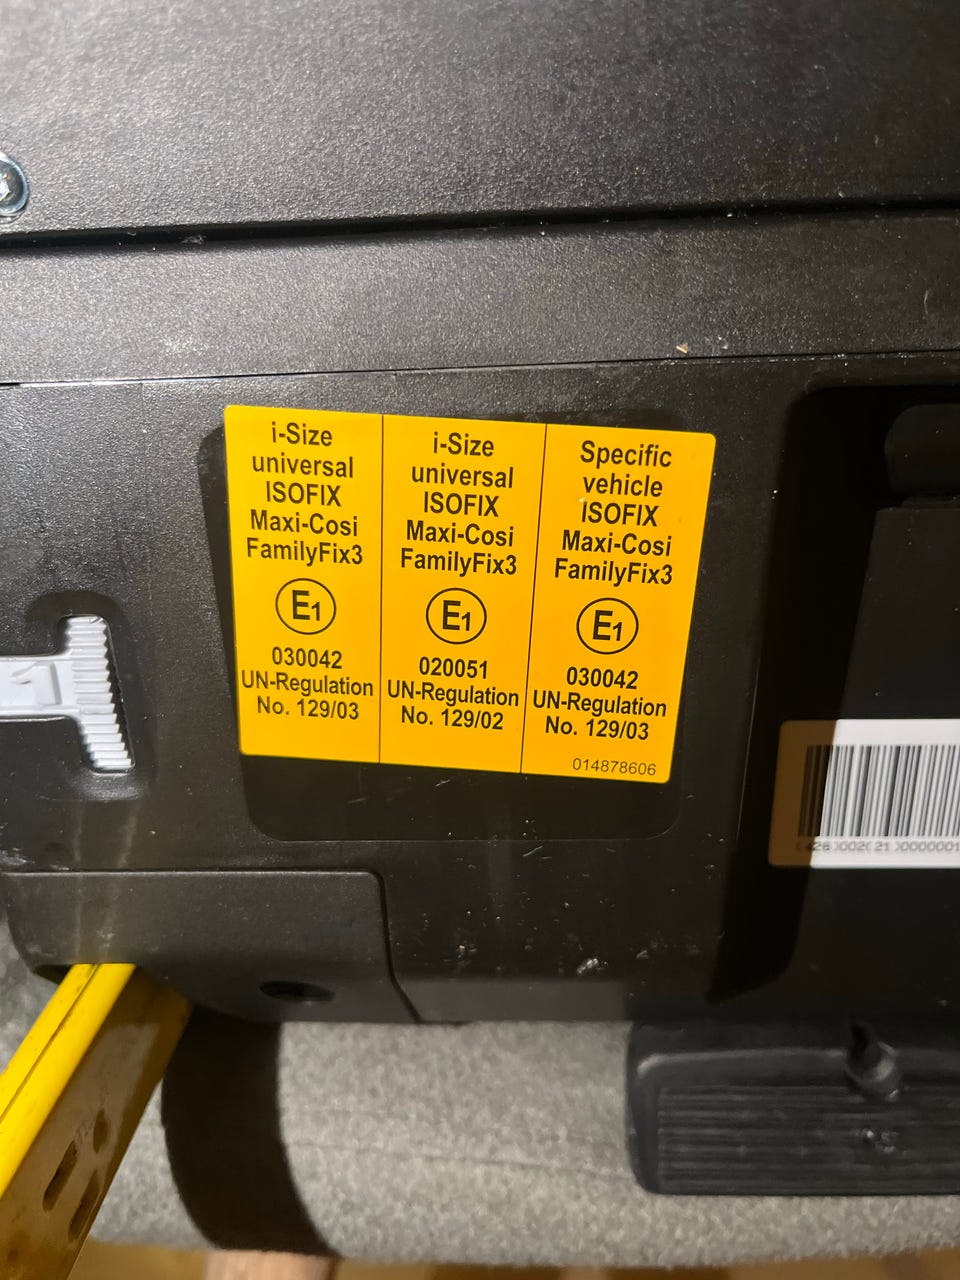 i-Size
universal
ISOFIX
Maxi-Cosi
FamilyFix3
E1
030042
UN-Regulation
No. 129/03
i-Size
universal
ISOFIX
Maxi-Cosi
FamilyFix3
E1
020051
UN-Regulation
No. 129/02
Specific
vehicle
ISOFIX
Maxi-Cosi
FamilyFix3
E1
030042
UN-Regulation
No. 129/03
014878606